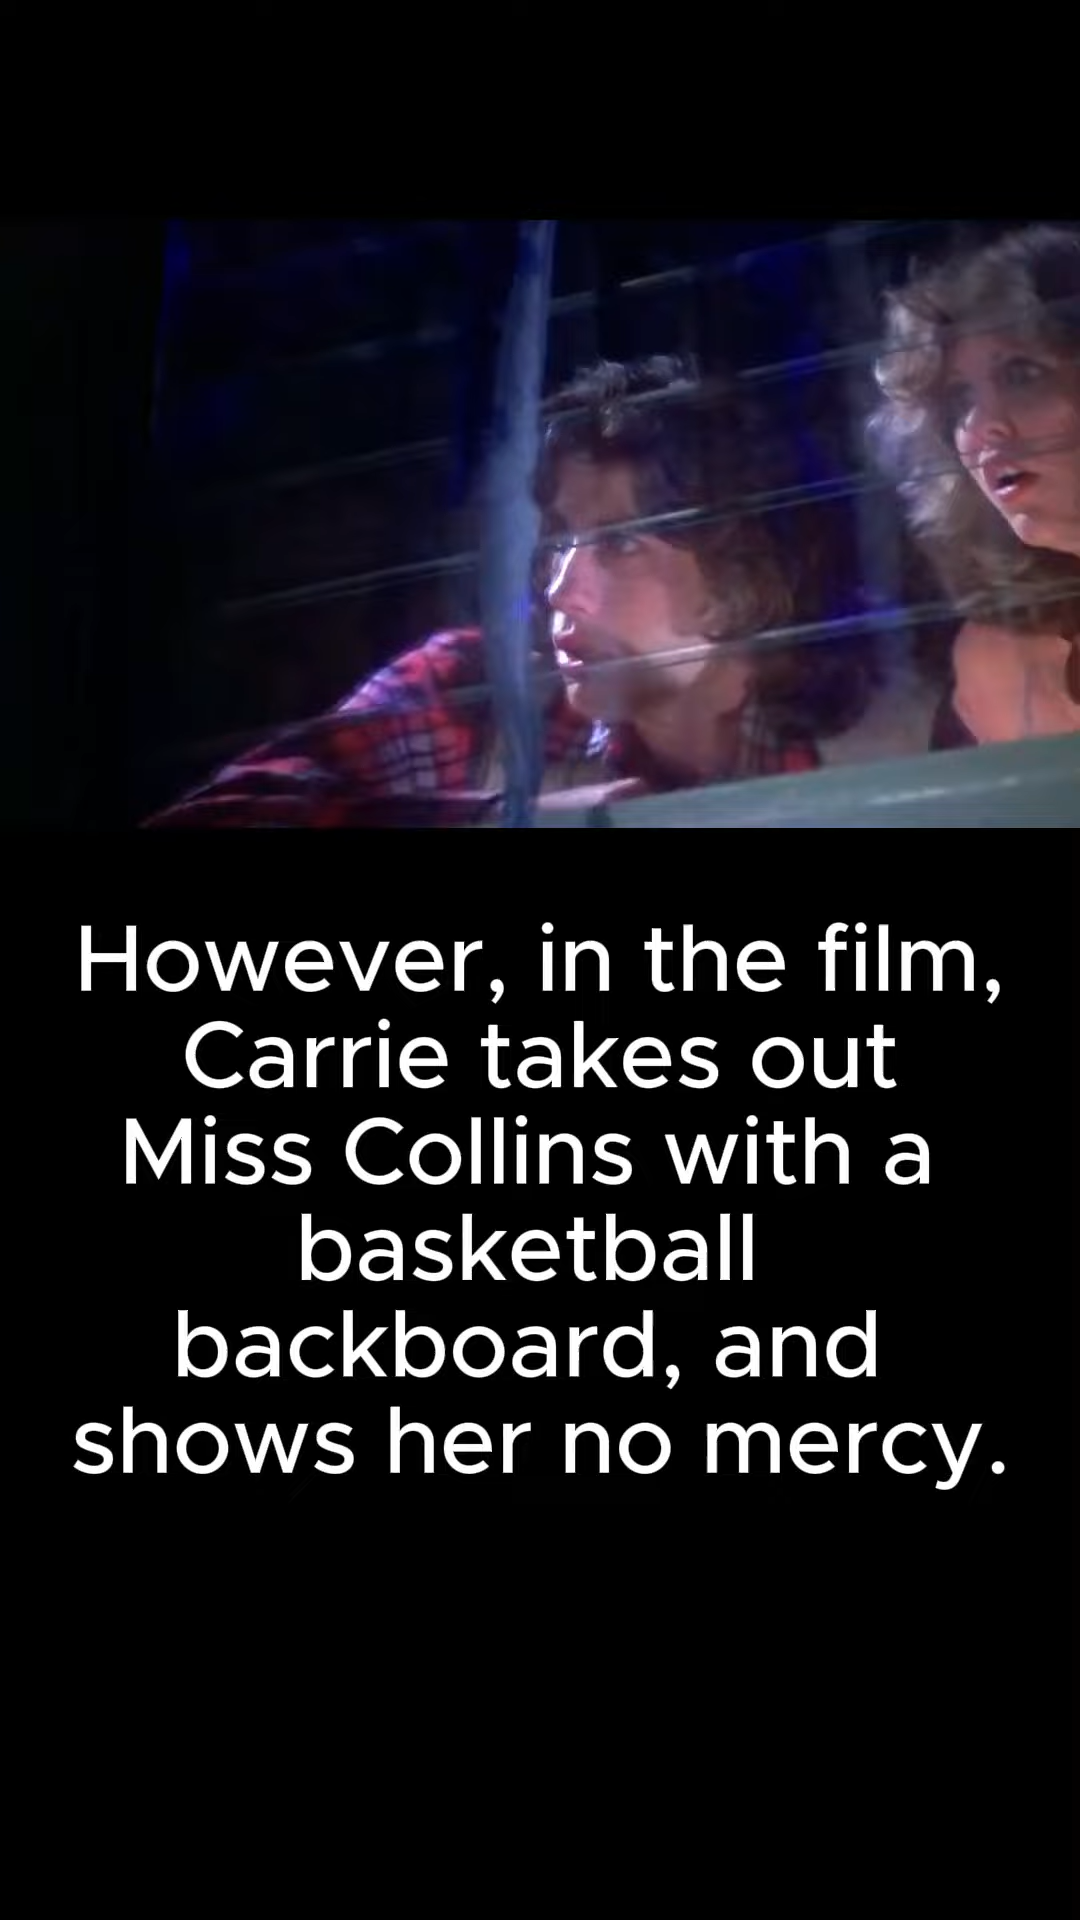 However, in the film,
Carrie takes out
Miss Collins with a
basketball
backboard, and
shows her no mercy.